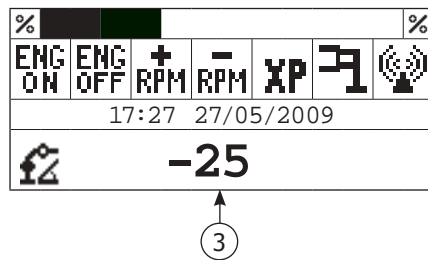 % %
ENG ENG + -
ON OFF RPM RPM XP
17:27 27/05/2009
-25
3